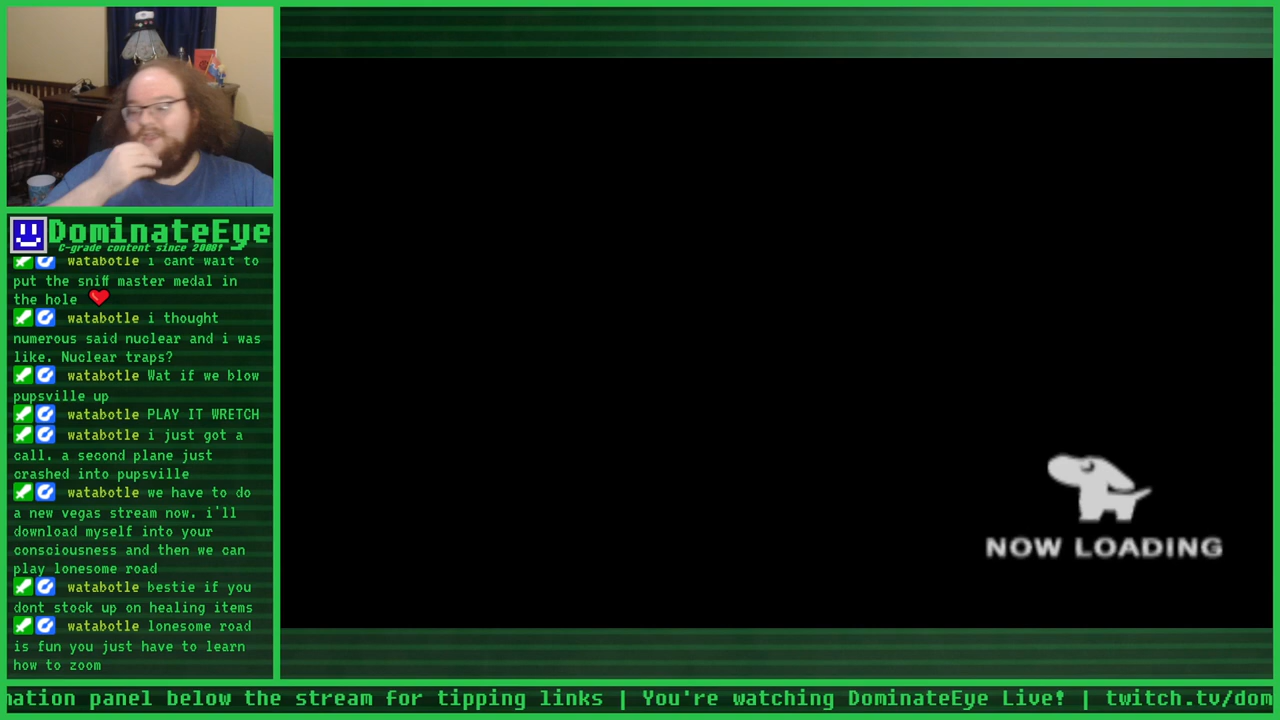 DominateEye
C-grade content since 2008!
watabotle i cant wait to
put the sniff master medal in
the hole
watabotle i thought
numerous said nuclear and i was
like. Nuclear traps?
watabotle Wat if we blow
pupsville up
watabotle PLAY IT WRETCH
watabotle i just got a
call. a second plane just
crashed into pupsville
watabotle we have to do
a new vegas stream now. i'll
download myself into your
consciousness and then we can
play lonesome road
watabotle bestie if you
dont stock up on healing items
watabotle lonesome road
is fun you just have to learn
how to zoom
NOW LOADING
nation panel below the stream for tipping links | You're watching DominateEye Live! | twitch.tv/dom